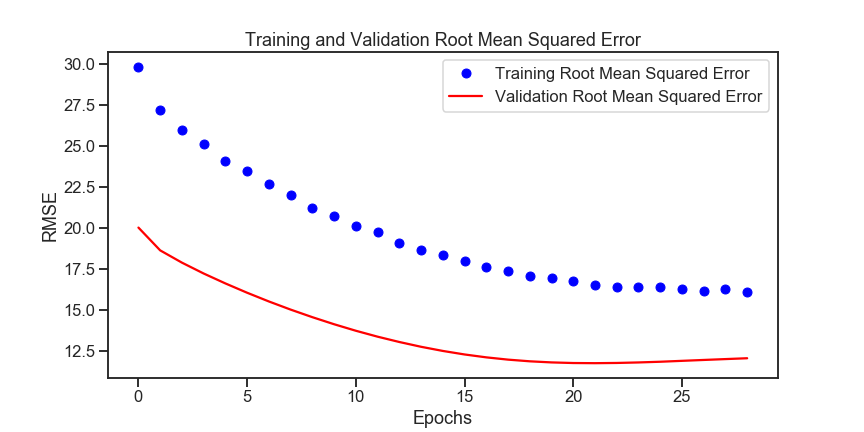 Training and Validation Root Mean Squared Error
Training Root Mean Squared Error
Validation Root Mean Squared Error
RMSE
30.0
27.5
25.0
22.5
20.0
17.5
15.0
12.5
0 5 10 15 20 25
Epochs